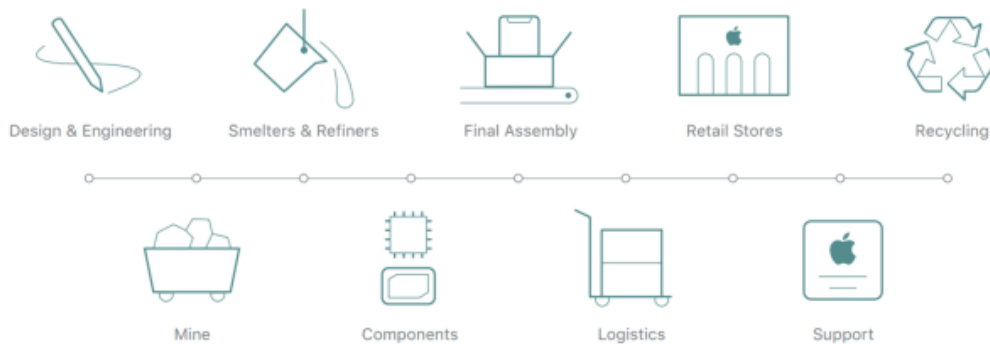 Design & Engineering
Smelters & Refiners
Final Assembly
Retail Stores
Recycling
Mine
Components
Logistics
Support